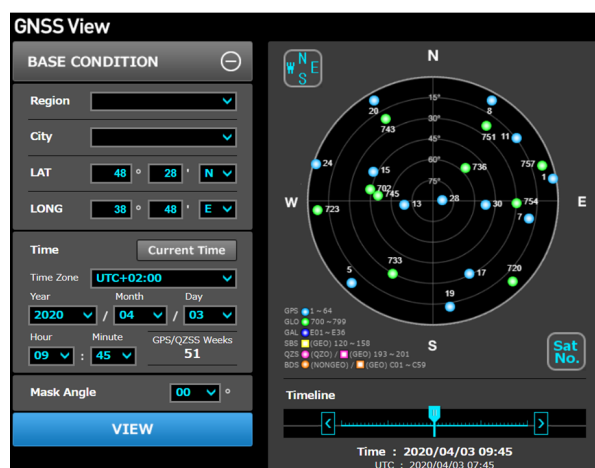 GNSS View
BASE CONDITION
Region
City
LAT 48 ° 28 ' N
LONG 38 ° 48 ' E
Time Current Time
Time Zone UTC+02:00
Year Month Day
2020 / 04 / 03
Hour Minute GPS/QZSS Weeks
09 : 45 51
Mask Angle 00 °
VIEW
W N E
S
N
15°
30°
45°
60°
75°
W
E
S
20
8
743
751
11
24
15
736
757
1
702
745
13
28
30
754
7
723
733
17
720
5
19
GPS 1 ~ 64
GLO 700 ~ 799
GAL E01 ~ E36
SBS (GEO) 120 ~ 158
QZS (QZO) / (GEO) 193 ~ 201
BDS (NONGEO) / (GEO) C01 ~ C59
Sat
No.
Timeline
Time : 2020/04/03 09:45
UTC : 2020/04/03 07:45